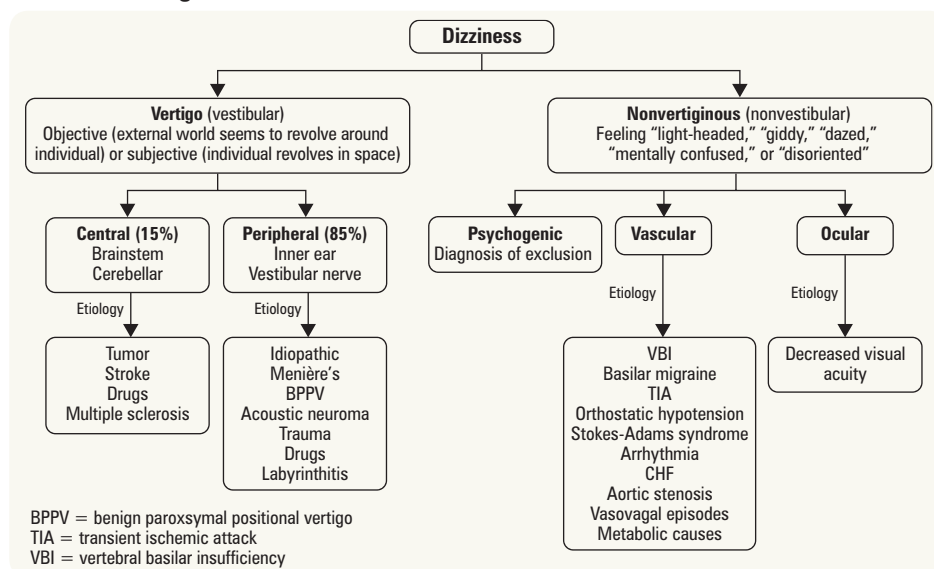 Dizziness
Vertigo (vestibular)
Objective (external world seems to revolve around
individual) or subjective (individual revolves in space)
Nonvertiginous (nonvestibular)
Feeling “light-headed,” “giddy,” “dazed,”
“mentally confused,” or “disoriented”
Central (15%)
Brainstem
Cerebellar
Peripheral (85%)
Inner ear
Vestibular nerve
Psychogenic
Diagnosis of exclusion
Vascular
Ocular
Etiology
Etiology
Etiology
Etiology
Tumor
Stroke
Drugs
Multiple sclerosis
Idiopathic
Menière’s
BPPV
Acoustic neuroma
Trauma
Drugs
Labyrinthitis
VBI
Basilar migraine
TIA
Orthostatic hypotension
Stokes-Adams syndrome
Arrhythmia
CHF
Aortic stenosis
Vasovagal episodes
Metabolic causes
Decreased visual
acuity
BPPV = benign paroxsymal positional vertigo
TIA = transient ischemic attack
VBI = vertebral basilar insufficiency